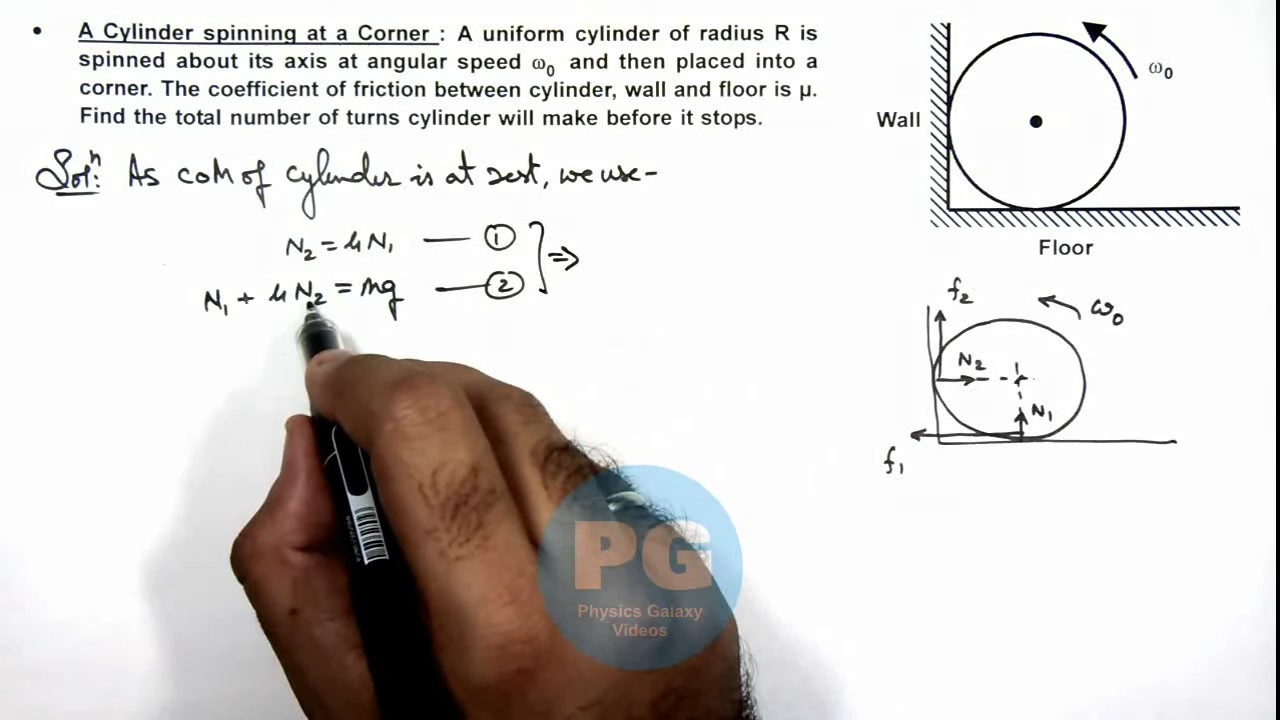 • A Cylinder spinning at a Corner : A uniform cylinder of radius R is
spinned about its axis at angular speed ω₀ and then placed into a
corner. The coefficient of friction between cylinder, wall and floor is μ.
Find the total number of turns cylinder will make before it stops.
Solⁿ: As COM of cylinder is at rest, we use-
N₂ = μN₁ — ①
N₁ + μN₂ = mg — ②
⇒
ω₀
Wall
Floor
f₂
ω₀
N₂
N₁
f₁
PG
Physics Galaxy
Videos